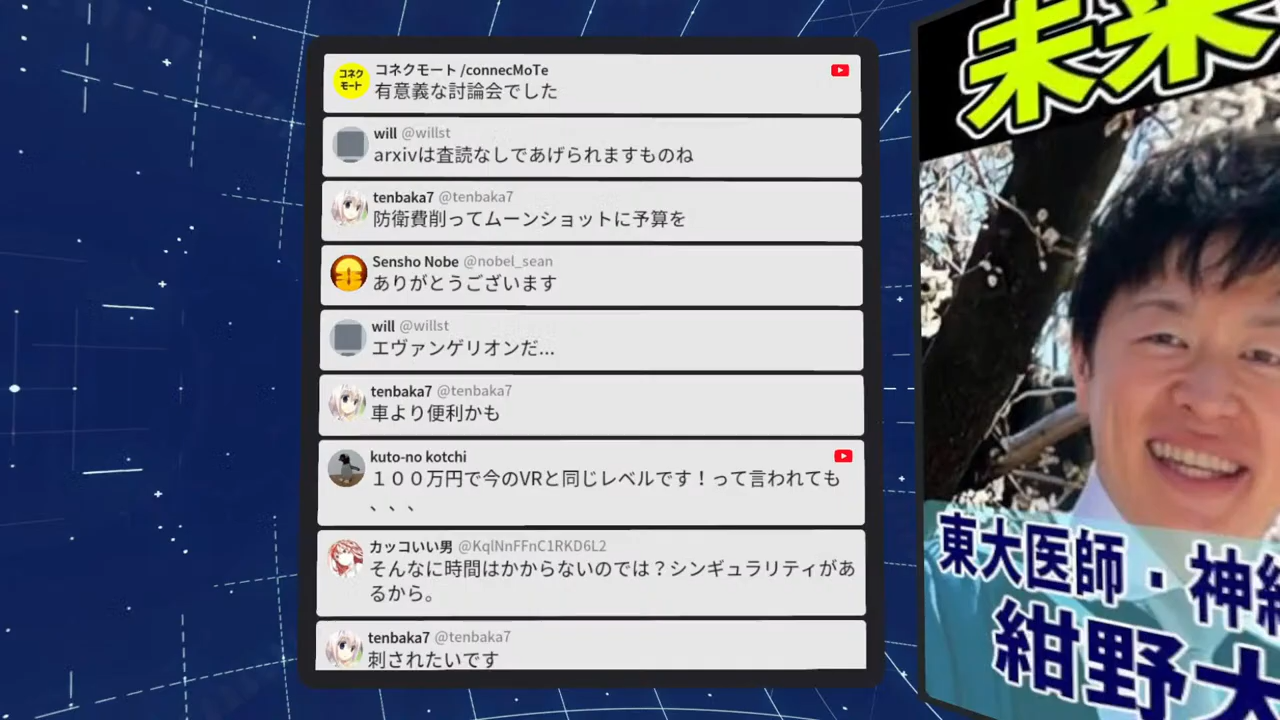 コネクモート /connecMoTe
コネク
モート
有意義な討論会でした
will @willst
arxivは査読なしであげられますものね
tenbaka7 @tenbaka7
防衛費削ってムーンショットに予算を
Sensho Nobe @nobel_sean
ありがとうございます
will @willst
エヴァンゲリオンだ...
tenbaka7 @tenbaka7
車より便利かも
kuto-no kotchi
１００万円で今のVRと同じレベルです！って言われても
、、、
カッコいい男 @KqlNnFFnC1RKD6L2
そんなに時間はかからないのでは？シンギュラリティがあ
るから。
tenbaka7 @tenbaka7
刺されたいです
未来
東大医師・神経
紺野大